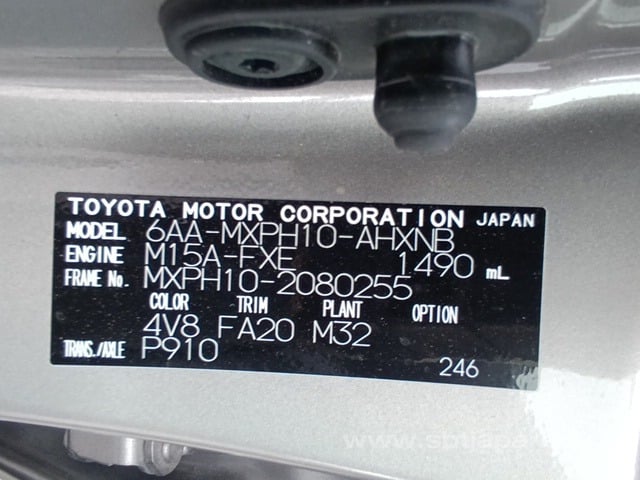 TOYOTA MOTOR CORPORATION JAPAN
MODEL 6AA-MXPH10-AHXNB
ENGINE M15A-FXE 1490 mL
FRAME No. MXPH10-2080255
COLOR TRIM PLANT OPTION
4V8 FA20 M32
TRANS./AXLE P910
246